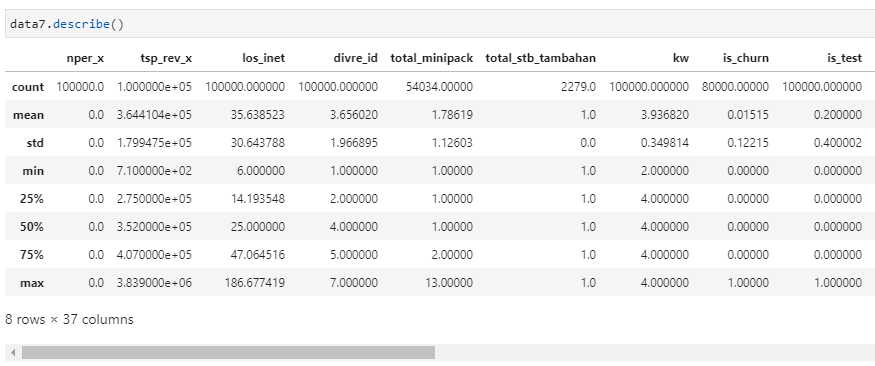 data7.describe()
nper_x tsp_rev_x los_inet divre_id total_minipack total_stb_tambahan kw is_churn is_test
count 100000.0 1.000000e+05 100000.000000 100000.000000 54034.00000 2279.0 100000.000000 80000.00000 100000.000000
mean 0.0 3.644104e+05 35.638523 3.656020 1.78619 1.0 3.936820 0.01515 0.200000
std 0.0 1.799475e+05 30.643788 1.966895 1.12603 0.0 0.349814 0.12215 0.400002
min 0.0 7.100000e+02 6.000000 1.000000 1.00000 1.0 2.000000 0.00000 0.000000
25% 0.0 2.750000e+05 14.193548 2.000000 1.00000 1.0 4.000000 0.00000 0.000000
50% 0.0 3.520000e+05 25.000000 4.000000 1.00000 1.0 4.000000 0.00000 0.000000
75% 0.0 4.070000e+05 47.064516 5.000000 2.00000 1.0 4.000000 0.00000 0.000000
max 0.0 3.839000e+06 186.677419 7.000000 13.00000 1.0 4.000000 1.00000 1.000000
8 rows × 37 columns